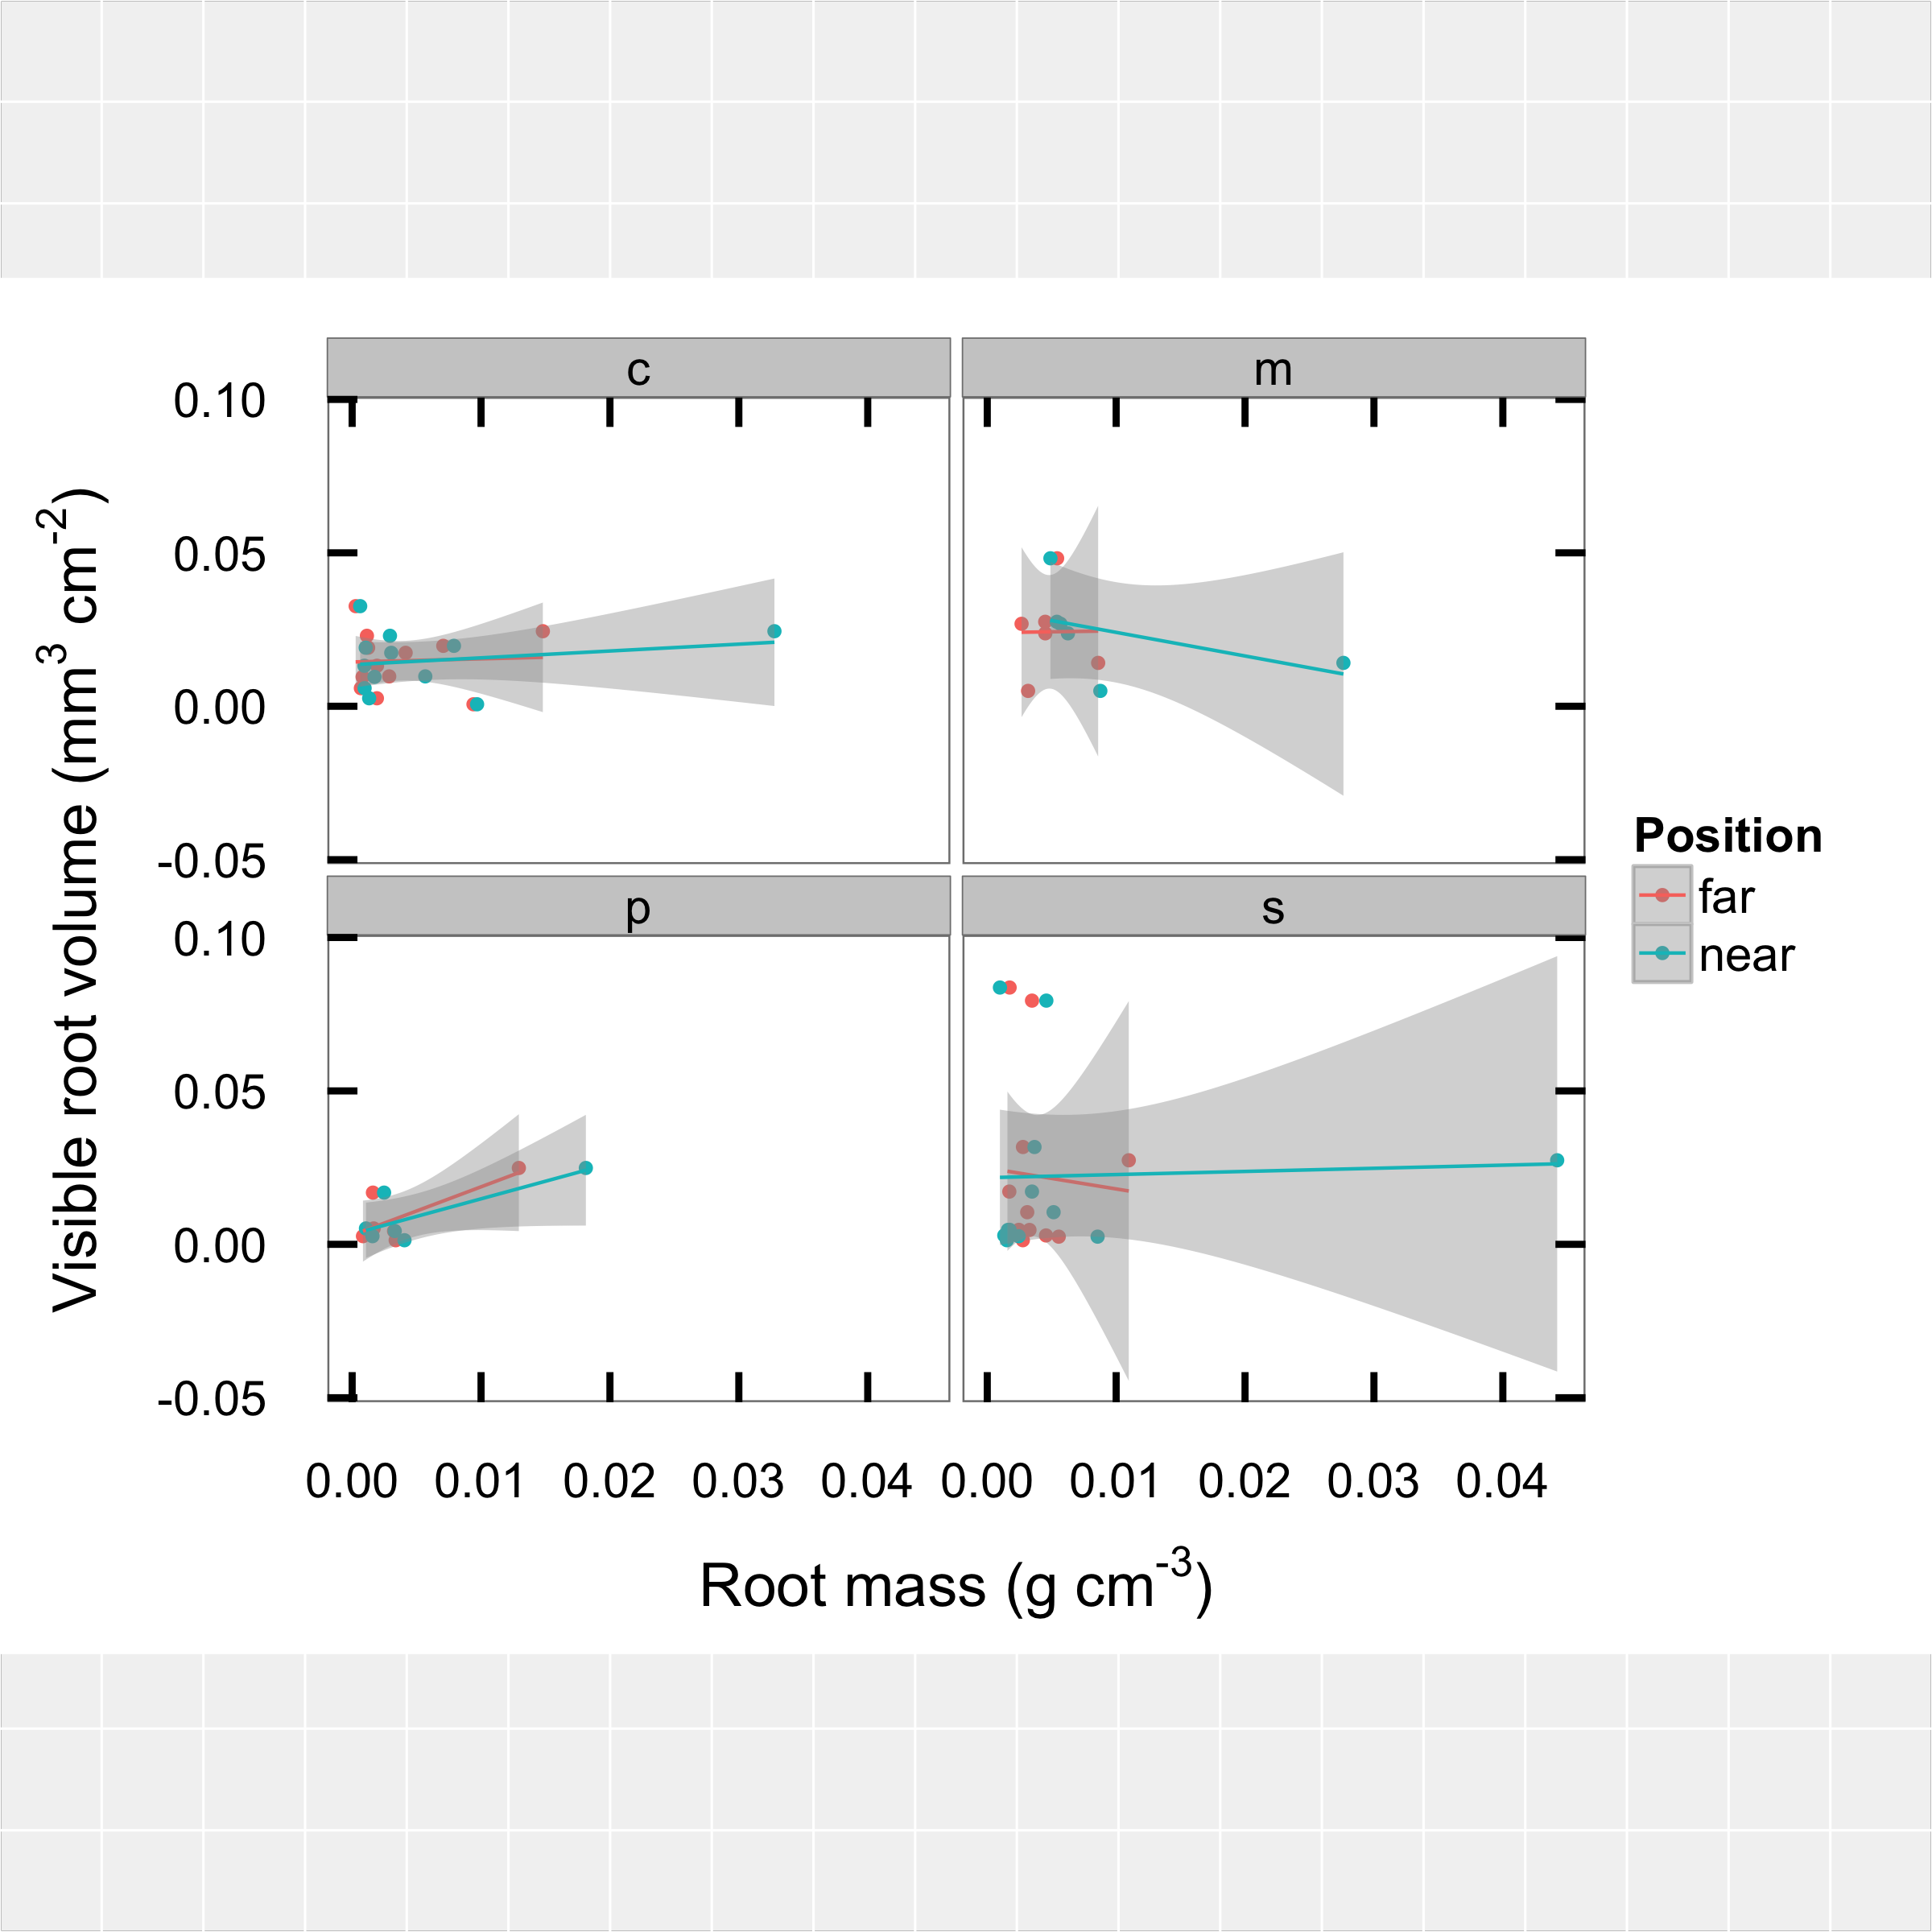 c
m
0.10
0.05
0.00
-0.05
p
s
0.10
0.05
0.00
-0.05
0.00 0.01 0.02 0.03 0.04 0.00 0.01 0.02 0.03 0.04
Root mass (g cm⁻³)
Visible root volume (mm³ cm⁻²)
Position
far
near